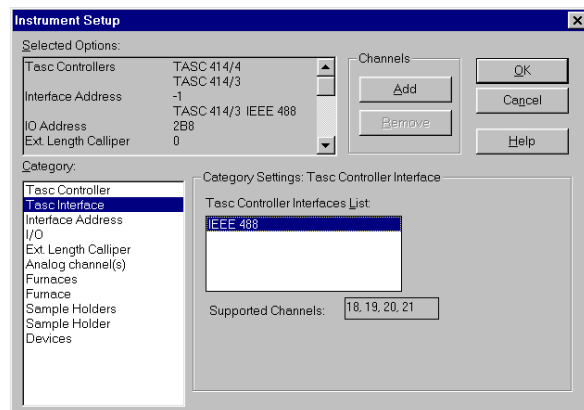 Instrument Setup
Selected Options:
Tasc Controllers TASC 414/4
TASC 414/3
Interface Address -1
TASC 414/3 IEEE 488
IO Address 2B8
Ext. Length Calliper 0
Channels
Add
Remove
OK
Cancel
Help
Category:
Tasc Controller
Tasc Interface
Interface Address
I/O
Ext. Length Calliper
Analog channel(s)
Furnaces
Furnace
Sample Holders
Sample Holder
Devices
Category Settings: Tasc Controller Interface
Tasc Controller Interfaces List:
IEEE 488
Supported Channels: 18, 19, 20, 21